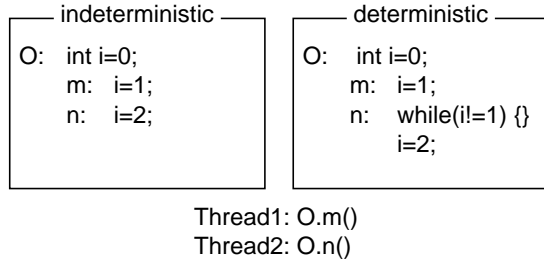 indeterministic
O: int i=0;
m: i=1;
n: i=2;
deterministic
O: int i=0;
m: i=1;
n: while(i!=1) {}
i=2;
Thread1: O.m()
Thread2: O.n()